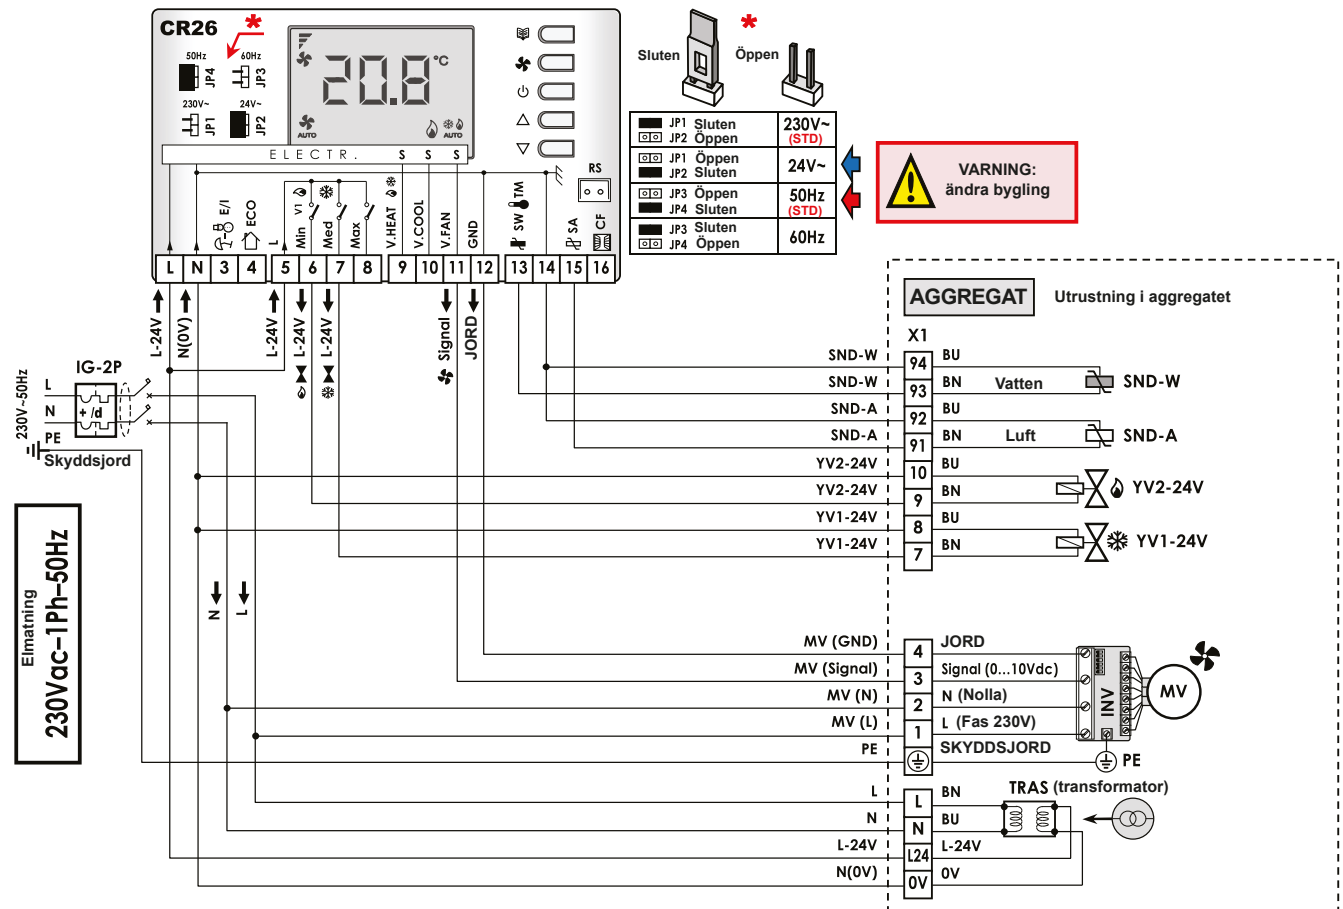 CR26
*
50Hz
JP4
60Hz
JP3
230V~
JP1
24V~
JP2
20.8 °C
AUTO
AUTO
ELECTR.
S S S
E/I
ECO
L
Min
V1
Med
Max
V.HEAT
V.COOL
V.FAN
GND
SW
TM
SA
CF
RS
L N 3 4 5 6 7 8 9 10 11 12 13 14 15 16
*
Sluten
Öppen
JP1 Sluten
JP2 Öppen
230V~
(STD)
JP1 Öppen
JP2 Sluten
24V~
JP3 Öppen
JP4 Sluten
50Hz
(STD)
JP3 Sluten
JP4 Öppen
60Hz
VARNING:
ändra bygling
L-24V
N(0V)
L-24V
L-24V
L-24V
Signal
JORD
230V~50Hz
IG-2P
L
N
+ /d
PE
Skyddsjord
Elmatning
230Vac–1Ph–50Hz
N
L
AGGREGAT
Utrustning i aggregatet
X1
SND-W 94 BU
SND-W 93 BN
Vatten
SND-W
SND-A 92 BU
SND-A 91 BN
Luft
SND-A
YV2-24V 10 BU
YV2-24V 9 BN
YV2-24V
YV1-24V 8 BU
YV1-24V 7 BN
YV1-24V
MV (GND) 4 JORD
MV (Signal) 3 Signal (0...10Vdc)
MV (N) 2 N (Nolla)
MV (L) 1 L (Fas 230V)
PE SKYDDSJORD
INV
MV
PE
TRAS (transformator)
L L BN
N N BU
L-24V L24 L-24V
N(0V) 0V 0V